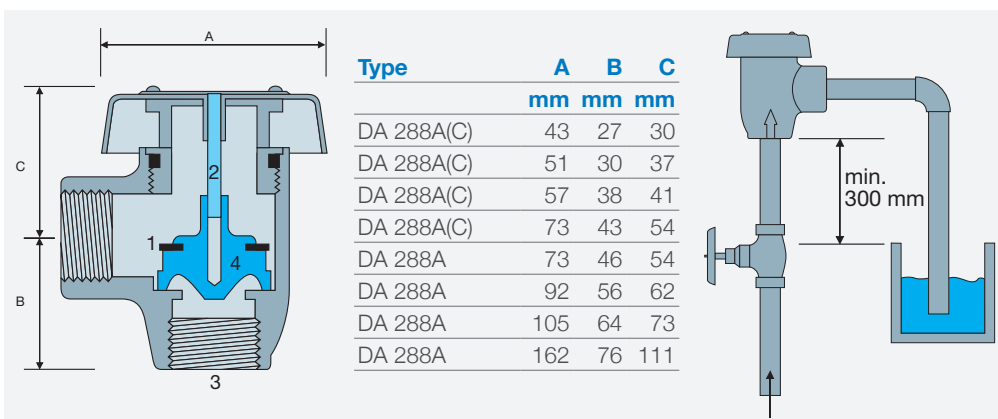 A
C
B
1
2
4
3
Type A B C
mm mm mm
DA 288A(C) 43 27 30
DA 288A(C) 51 30 37
DA 288A(C) 57 38 41
DA 288A(C) 73 43 54
DA 288A 73 46 54
DA 288A 92 56 62
DA 288A 105 64 73
DA 288A 162 76 111
min.
300 mm